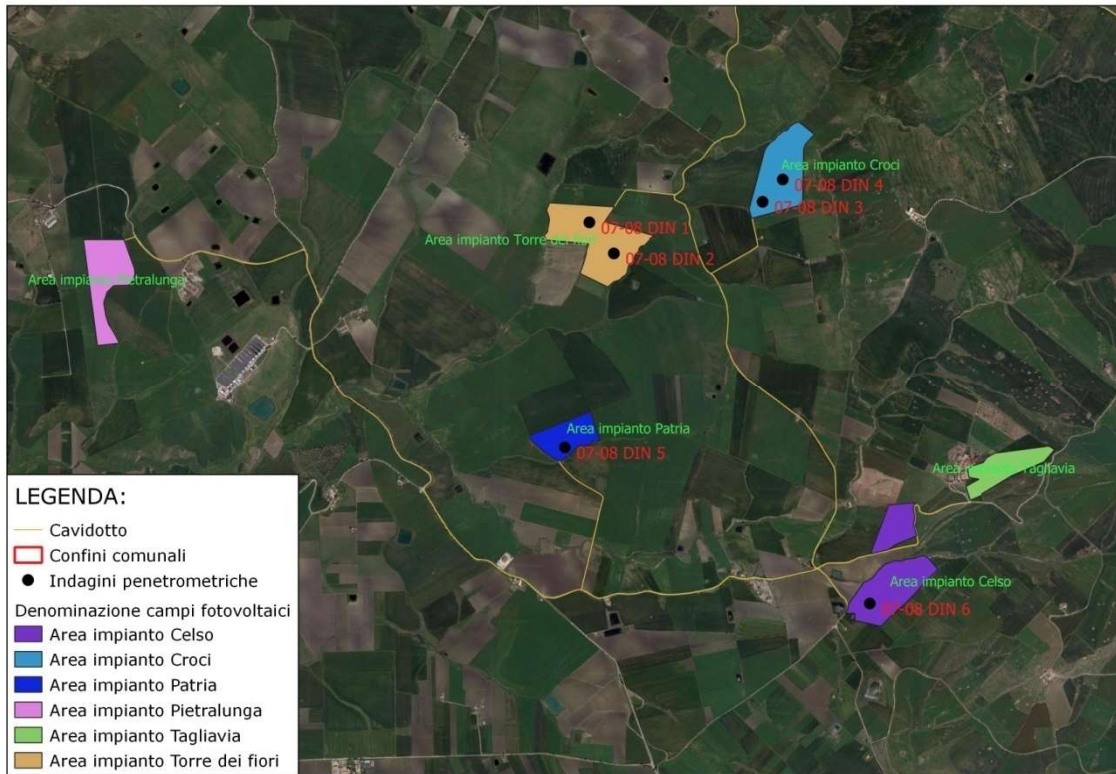 Area impianto Croci
07-08 DIN 4
07-08 DIN 3
07-08 DIN 1
Area impianto Torre dei fiori
07-08 DIN 2
Area impianto Pietralunga
Area impianto Patria
07-08 DIN 5
Area impianto Tagliavia
Area impianto Celso
07-08 DIN 6
LEGENDA:
Cavidotto
Confini comunali
Indagini penetrometriche
Denominazione campi fotovoltaici
Area impianto Celso
Area impianto Croci
Area impianto Patria
Area impianto Pietralunga
Area impianto Tagliavia
Area impianto Torre dei fiori